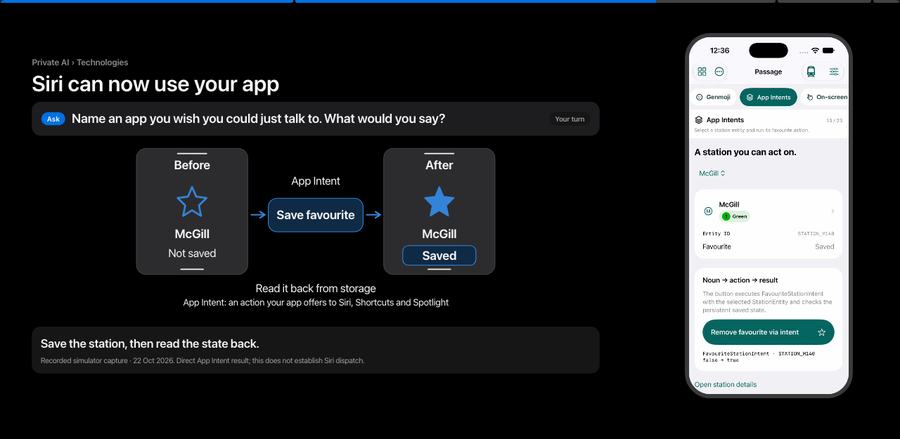 Private AI › Technologies
Siri can now use your app
Ask Name an app you wish you could just talk to. What would you say? Your turn
Before
McGill
Not saved
App Intent
Save favourite
After
McGill
Saved
Read it back from storage
App Intent: an action your app offers to Siri, Shortcuts and Spotlight
Save the station, then read the state back.
Recorded simulator capture · 22 Oct 2026. Direct App Intent result; this does not establish Siri dispatch.
12:36
Passage
Genmoji App Intents On-screen
App Intents
Select a station entity and run its favourite action.
A station you can act on.
McGill
McGill
Green
Entity ID STATION_M140
Favourite Saved
Noun → action → result
The button executes FavouriteStationIntent
with the selected StationEntity and checks the
persistent saved state.
Remove favourite via intent
FavouriteStationIntent · STATION_M140
false → true
Open station details